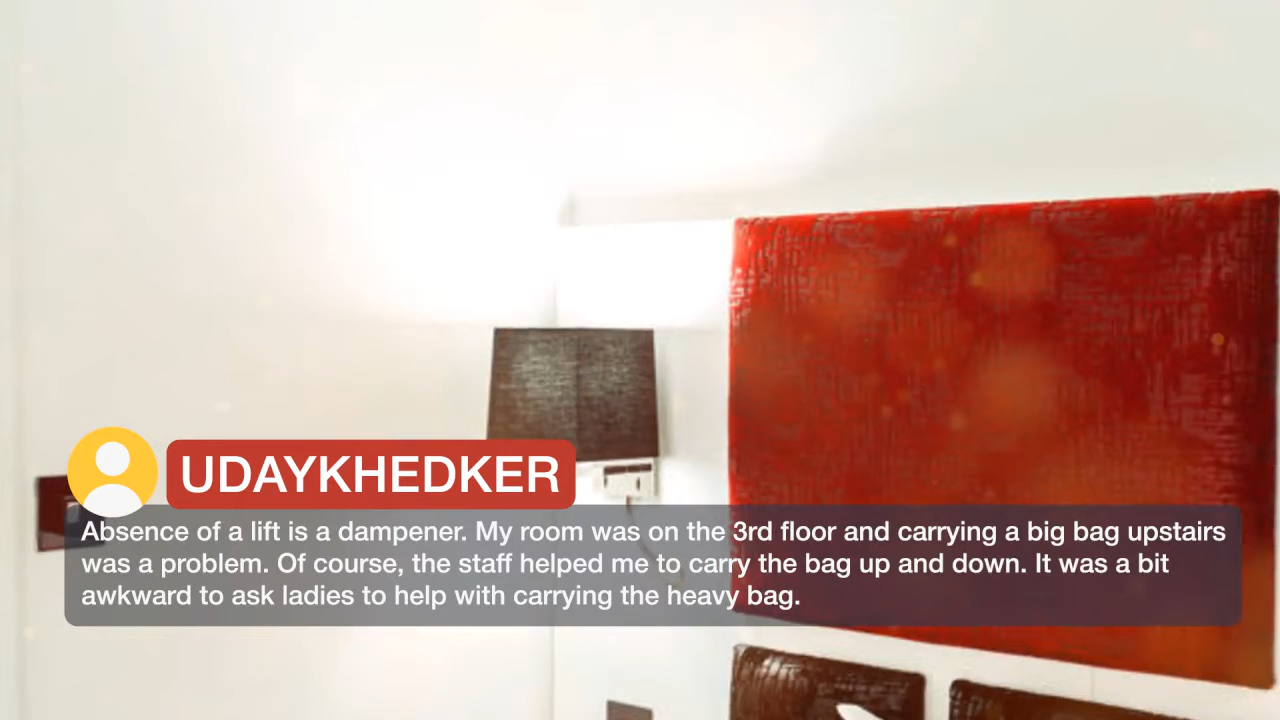 UDAYKHEDKER
Absence of a lift is a dampener. My room was on the 3rd floor and carrying a big bag upstairs
was a problem. Of course, the staff helped me to carry the bag up and down. It was a bit
awkward to ask ladies to help with carrying the heavy bag.